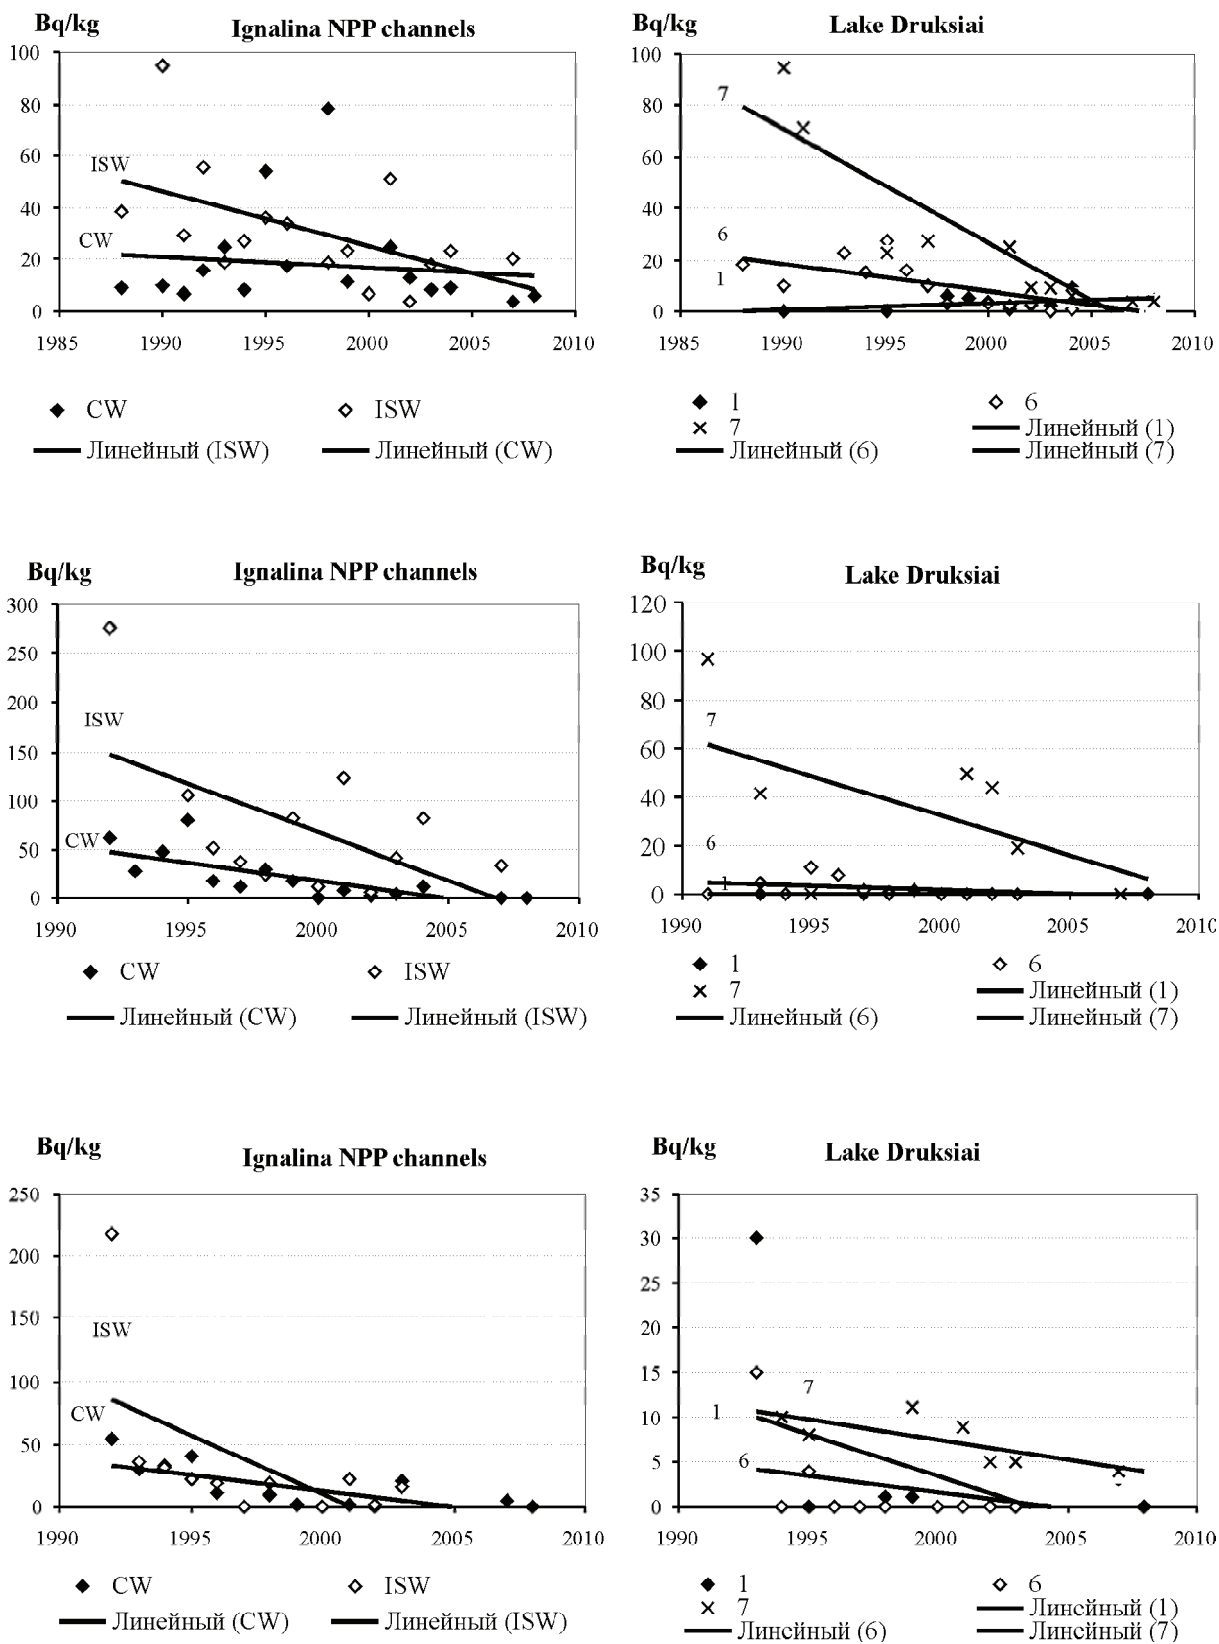 Bq/kg
Ignalina NPP channels
100
80
60
40
20
0
ISW
CW
1985 1990 1995 2000 2005 2010
CW ISW
Линейный (ISW) Линейный (CW)
Bq/kg
Lake Druksiai
100
80
60
40
20
0
7
6
1
1985 1990 1995 2000 2005 2010
1 6
7 Линейный (1)
Линейный (6) Линейный (7)
Bq/kg
Ignalina NPP channels
300
250
200
150
100
50
0
ISW
CW
1990 1995 2000 2005 2010
CW ISW
Линейный (CW) Линейный (ISW)
Bq/kg
Lake Druksiai
120
100
80
60
40
20
0
7
6
1
1990 1995 2000 2005 2010
1 6
7 Линейный (1)
Линейный (6) Линейный (7)
Bq/kg
Ignalina NPP channels
250
200
150
100
50
0
ISW
CW
1990 1995 2000 2005 2010
CW ISW
Линейный (CW) Линейный (ISW)
Bq/kg
Lake Druksiai
35
30
25
20
15
10
5
0
7
1
6
1990 1995 2000 2005 2010
1 6
7 Линейный (1)
Линейный (6) Линейный (7)